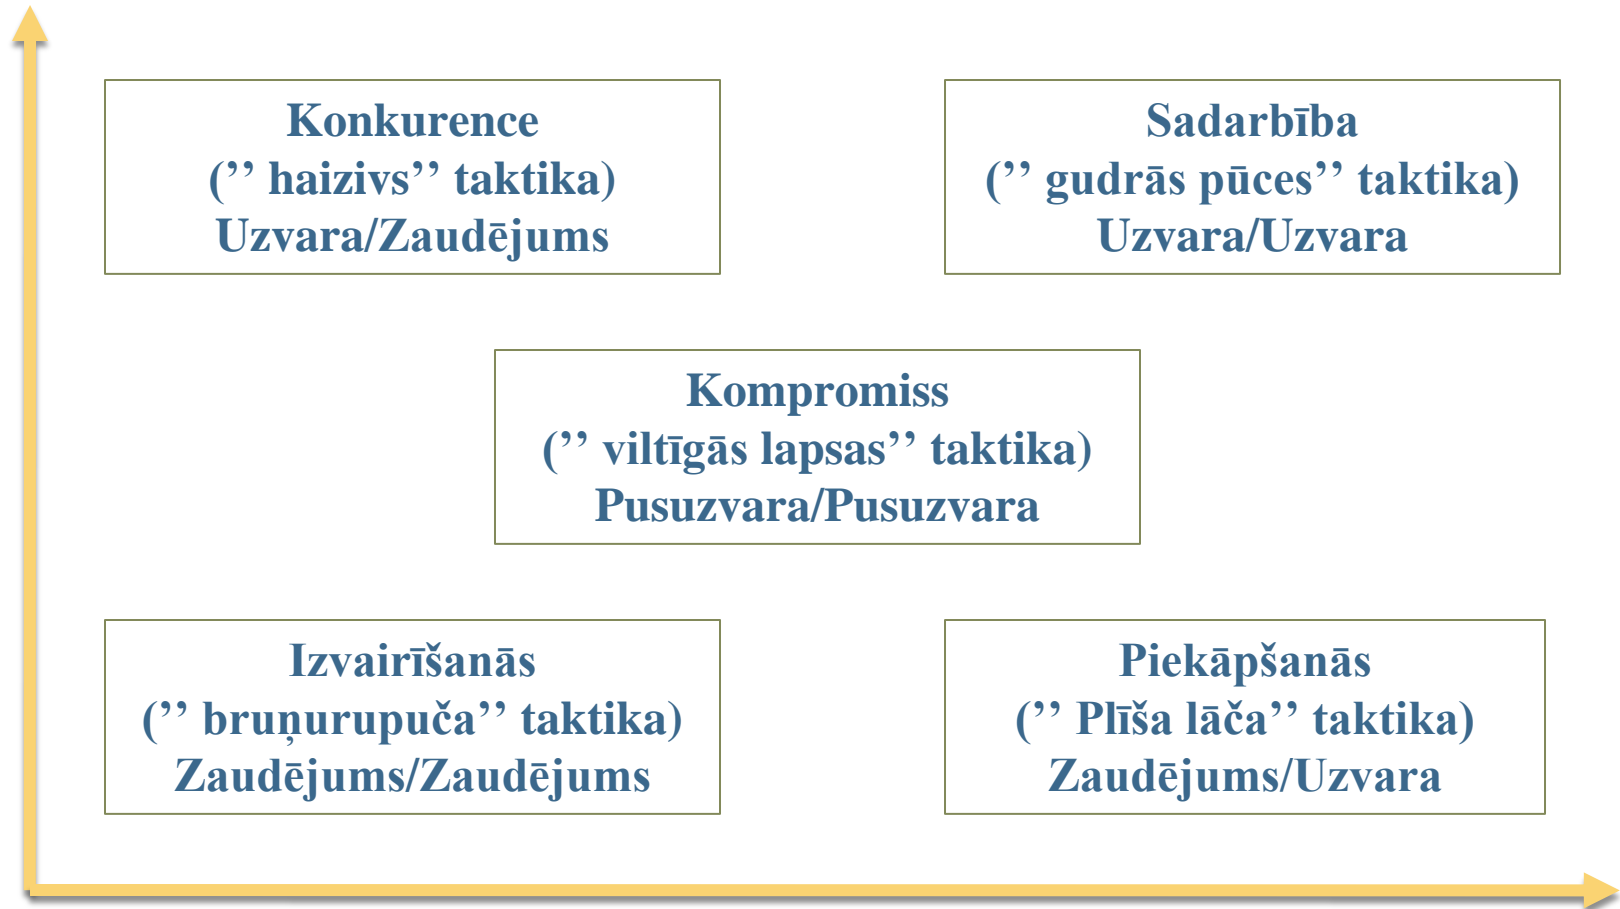 Konkurence
(’’ haizivs’’ taktika)
Uzvara/Zaudējums
Sadarbība
(’’ gudrās pūces’’ taktika)
Uzvara/Uzvara
Kompromiss
(’’ viltīgās lapsas’’ taktika)
Pusuzvara/Pusuzvara
Izvairīšanās
(’’ bruņurupuča’’ taktika)
Zaudējums/Zaudējums
Piekāpšanās
(’’ Plīša lāča’’ taktika)
Zaudējums/Uzvara